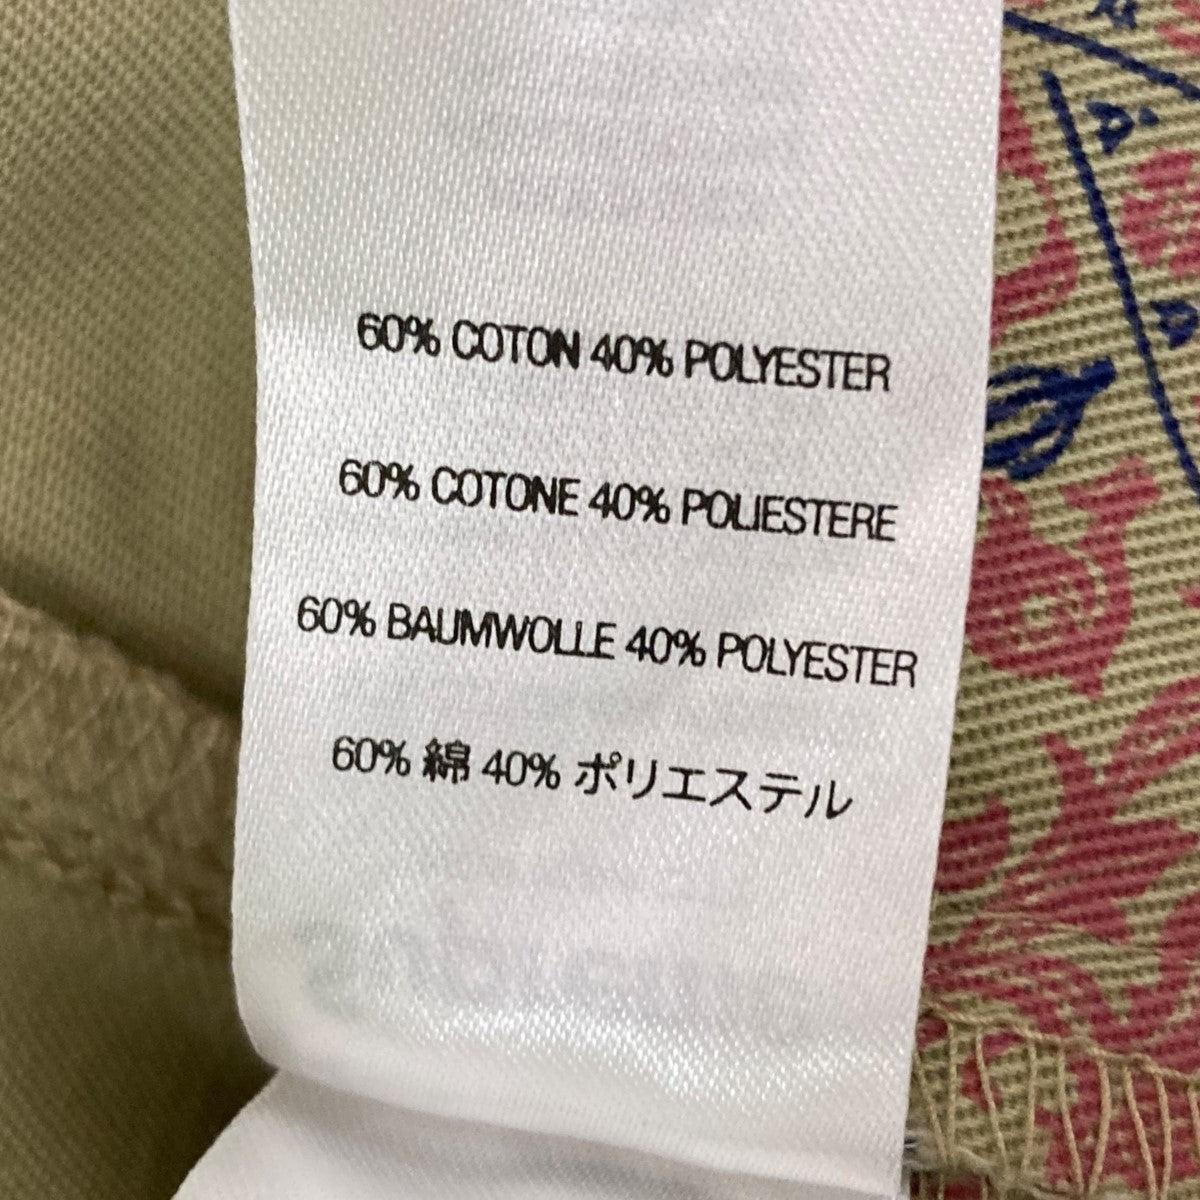 60% COTON 40% POLYESTER
60% COTONE 40% POLIESTERE
60% BAUMWOLLE 40% POLYESTER
60% 綿 40% ポリエステル